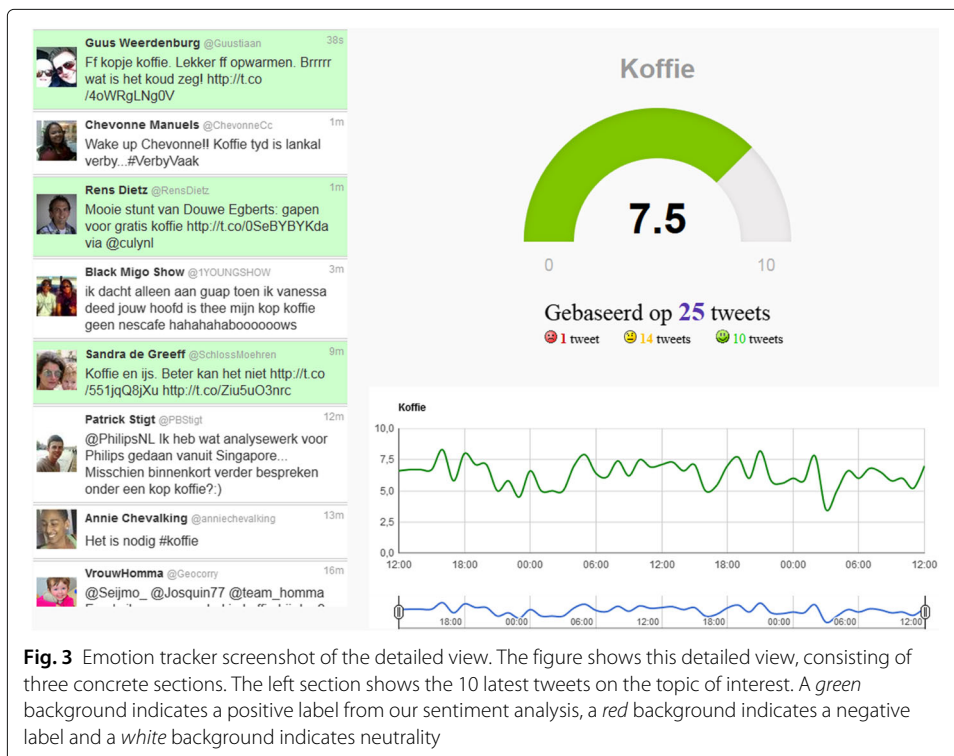 Guus Weerdenburg @Guustiaan 38s
Ff kopje koffie. Lekker ff opwarmen. Brrrrr
wat is het koud zeg! http://t.co
/4oWRgLNg0V
Chevonne Manuels @ChevonneCc 1m
Wake up Chevonne!! Koffie tyd is lankal
verby...#VerbyVaak
Rens Dietz @RensDietz 1m
Mooie stunt van Douwe Egberts: gapen
voor gratis koffie http://t.co/0SeBYBYKda
via @culynl
Black Migo Show @1YOUNGSHOW 3m
ik dacht alleen aan guap toen ik vanessa
deed jouw hoofd is thee mijn kop koffie
geen nescafe hahahahaboooooows
Sandra de Greeff @SchlossMoehren 9m
Koffie en ijs. Beter kan het niet http://t.co
/551jqQ8jXu http://t.co/Ziu5uO3nrc
Patrick Stigt @PBStigt 12m
@PhilipsNL Ik heb wat analysewerk voor
Philips gedaan vanuit Singapore...
Misschien binnenkort verder bespreken
onder een kop koffie?:)
Annie Chevalking @anniechevalking 13m
Het is nodig #koffie
VrouwHomma @Geocorry 16m
@Seijmo_ @Josquin77 @team_homma
Koffie
7.5
0 10
Gebaseerd op 25 tweets
1 tweet 14 tweets 10 tweets
Koffie
10,0
7,5
5,0
2,5
0,0
12:00 18:00 00:00 06:00 12:00 18:00 00:00 06:00 12:00
18:00 00:00 06:00 12:00 18:00 00:00 06:00 12:00
Fig. 3 Emotion tracker screenshot of the detailed view. The figure shows this detailed view, consisting of
three concrete sections. The left section shows the 10 latest tweets on the topic of interest. A green
background indicates a positive label from our sentiment analysis, a red background indicates a negative
label and a white background indicates neutrality